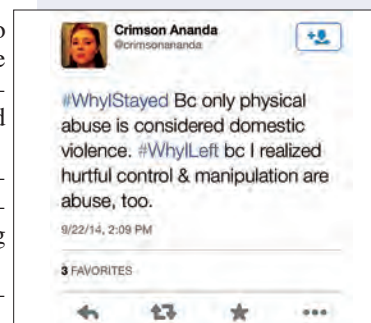 o
e
d
g
Crimson Ananda
@crimsonananda
#WhyIStayed Bc only physical
abuse is considered domestic
violence. #WhyILeft bc I realized
hurtful control & manipulation are
abuse, too.
9/22/14, 2:09 PM
3 FAVORITES